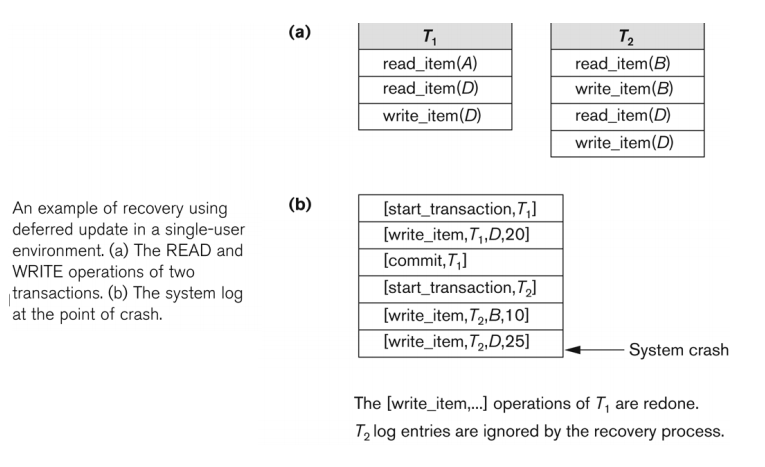 (a)
T1
read_item(A)
read_item(D)
write_item(D)
T2
read_item(B)
write_item(B)
read_item(D)
write_item(D)
An example of recovery using
deferred update in a single-user
environment. (a) The READ and
WRITE operations of two
transactions. (b) The system log
at the point of crash.
(b)
[start_transaction,T1]
[write_item,T1,D,20]
[commit,T1]
[start_transaction,T2]
[write_item,T2,B,10]
[write_item,T2,D,25]
System crash
The [write_item,...] operations of T1 are redone.
T2 log entries are ignored by the recovery process.